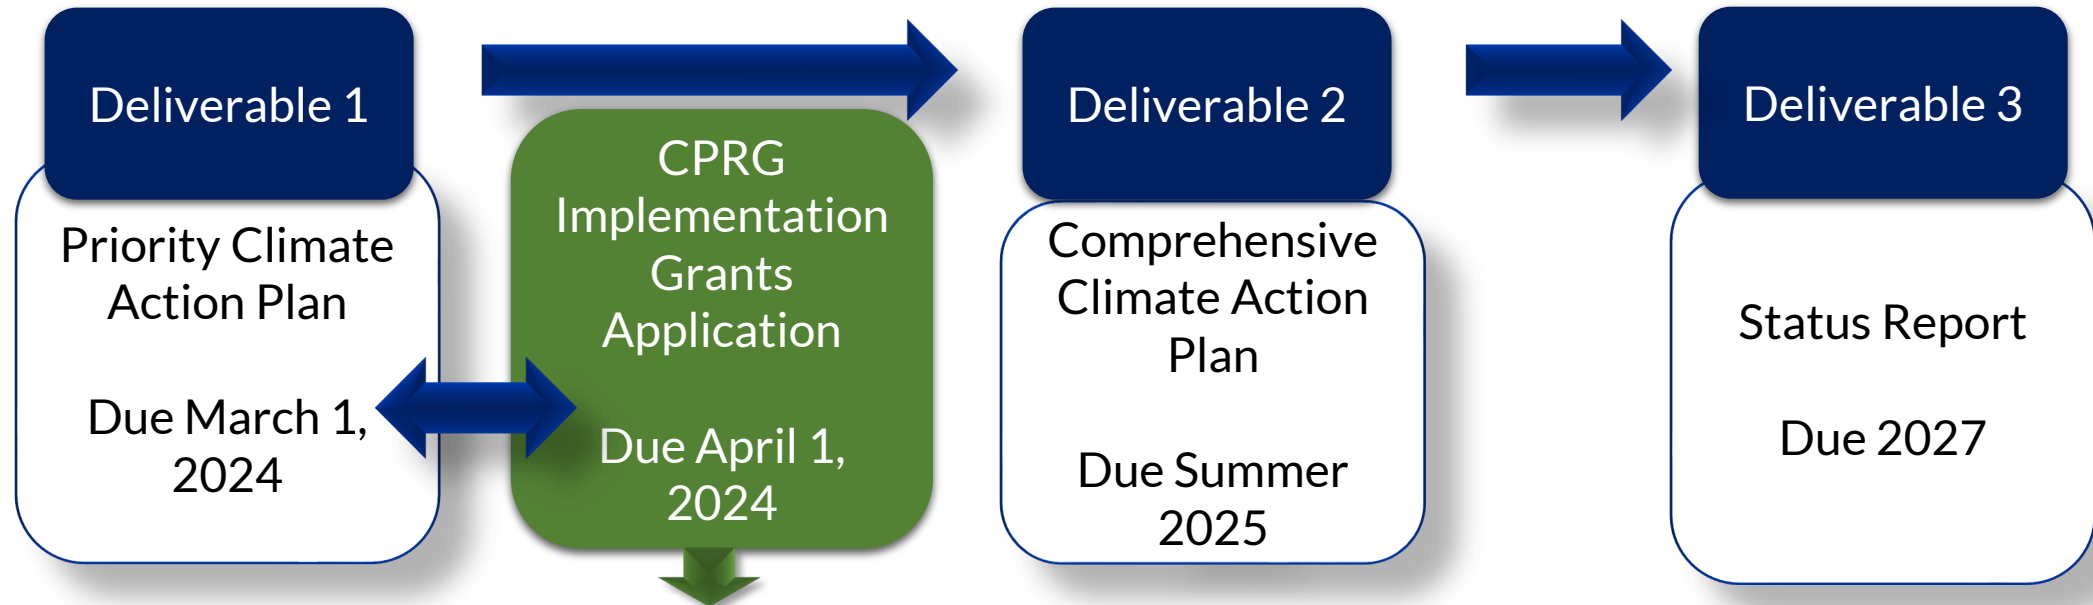 Deliverable 1
Priority Climate
Action Plan
Due March 1,
2024
CPRG
Implementation
Grants
Application
Due April 1,
2024
Deliverable 2
Comprehensive
Climate Action
Plan
Due Summer
2025
Deliverable 3
Status Report
Due 2027